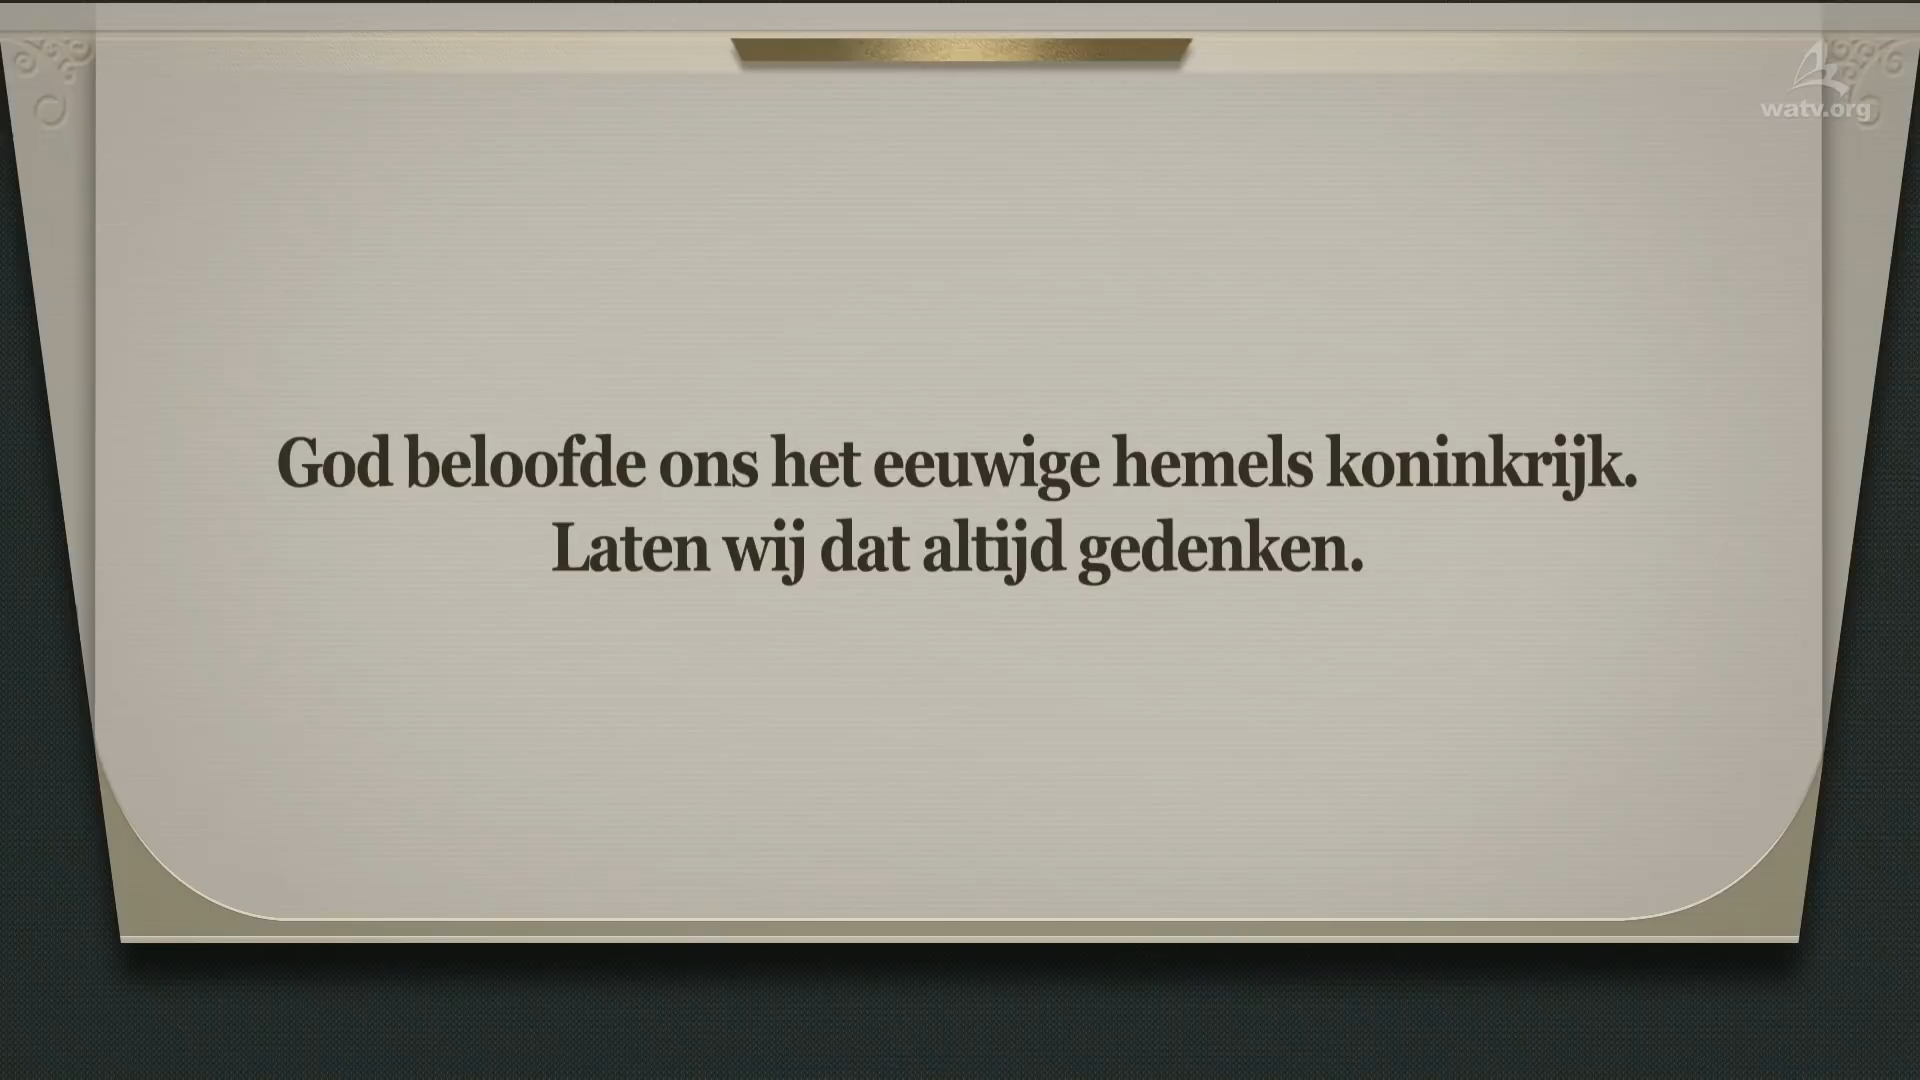 watv.org
God beloofde ons het eeuwige hemels koninkrijk.
Laten wij dat altijd gedenken.